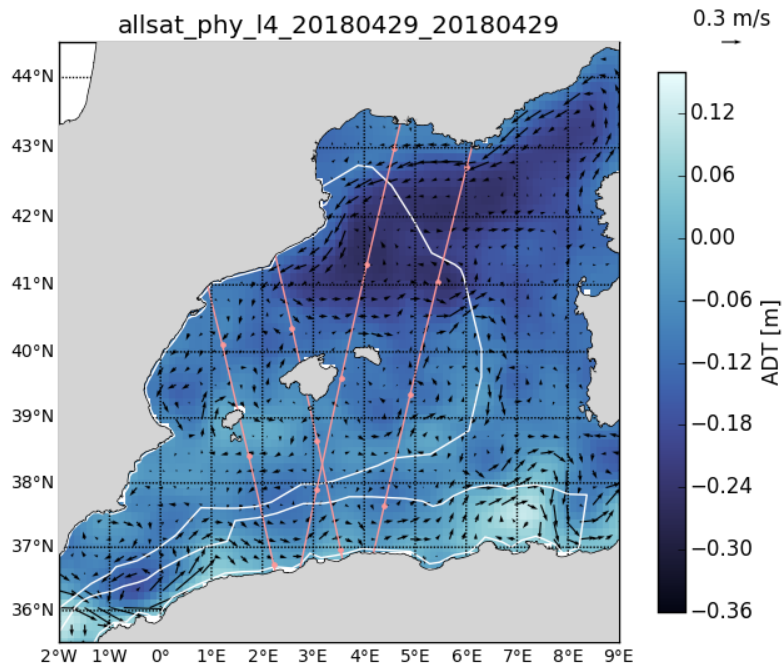 allsat_phy_l4_20180429_20180429
0.3 m/s
44°N
43°N
42°N
41°N
40°N
39°N
38°N
37°N
36°N
2°W 1°W 0° 1°E 2°E 3°E 4°E 5°E 6°E 7°E 8°E 9°E
0.12
0.06
0.00
−0.06
−0.12
−0.18
−0.24
−0.30
−0.36
ADT [m]